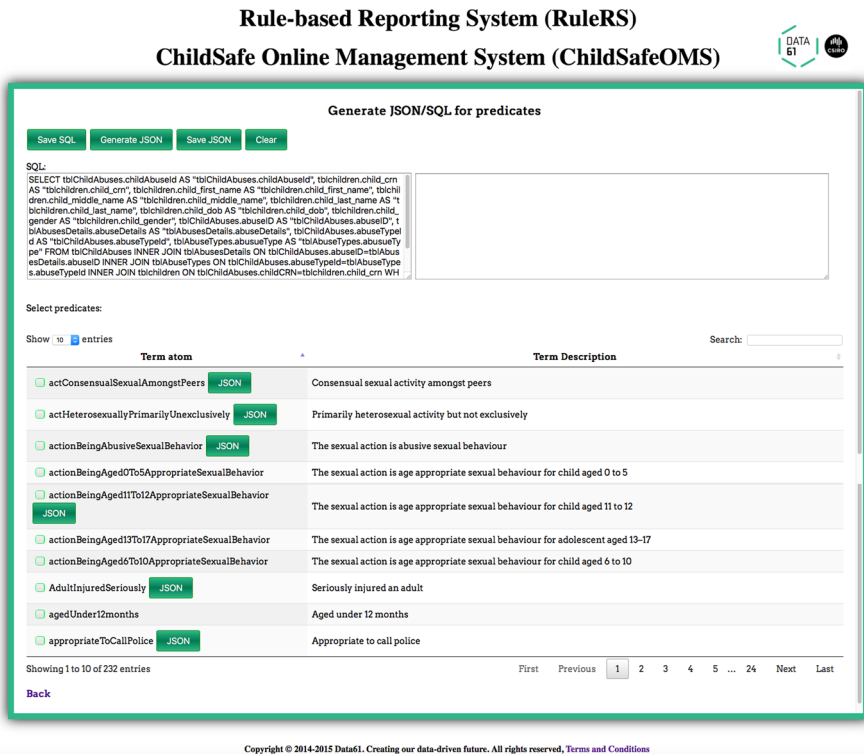 Rule-based Reporting System (RuleRS)
ChildSafe Online Management System (ChildSafeOMS)
DATA
61
CSIRO
Generate JSON/SQL for predicates
Save SQL
Generate JSON
Save JSON
Clear
SQL:
SELECT tblChildAbuses.childAbuseId AS "tblChildAbuses.childAbuseId", tblchildren.child_crn
AS "tblchildren.child_crn", tblchildren.child_first_name AS "tblchildren.child_first_name", tblchil
dren.child_middle_name AS "tblchildren.child_middle_name", tblchildren.child_last_name AS "t
blchildren.child_last_name", tblchildren.child_dob AS "tblchildren.child_dob", tblchildren.child_
gender AS "tblchildren.child_gender", tblChildAbuses.abuseID AS "tblChildAbuses.abuseID", t
blAbusesDetails.abuseDetails AS "tblAbusesDetails.abuseDetails", tblChildAbuses.abuseTypeI
d AS "tblChildAbuses.abuseTypeId", tblAbuseTypes.abusueType AS "tblAbuseTypes.abusueTy
pe" FROM tblChildAbuses INNER JOIN tblAbusesDetails ON tblChildAbuses.abuseID=tblAbus
esDetails.abuseID INNER JOIN tblAbuseTypes ON tblChildAbuses.abuseTypeId=tblAbuseType
s.abuseTypeId INNER JOIN tblchildren ON tblChildAbuses.childCRN=tblchildren.child_crn WH
Select predicates:
Show 10 entries
Search:
Term atom
Term Description
actConsensualSexualAmongstPeers JSON
Consensual sexual activity amongst peers
actHeterosexuallyPrimarilyUnexclusively JSON
Primarily heterosexual activity but not exclusively
actionBeingAbusiveSexualBehavior JSON
The sexual action is abusive sexual behaviour
actionBeingAged0To5AppropriateSexualBehavior
The sexual action is age appropriate sexual behaviour for child aged 0 to 5
actionBeingAged11To12AppropriateSexualBehavior
JSON
The sexual action is age appropriate sexual behaviour for child aged 11 to 12
actionBeingAged13To17AppropriateSexualBehavior
The sexual action is age appropriate sexual behaviour for adolescent aged 13–17
actionBeingAged6To10AppropriateSexualBehavior
The sexual action is age appropriate sexual behaviour for child aged 6 to 10
AdultInjuredSeriously JSON
Seriously injured an adult
agedUnder12months
Aged under 12 months
appropriateToCallPolice JSON
Appropriate to call police
Showing 1 to 10 of 232 entries
First Previous 1 2 3 4 5 ... 24 Next Last
Back
Copyright © 2014-2015 Data61. Creating our data-driven future. All rights reserved, Terms and Conditions